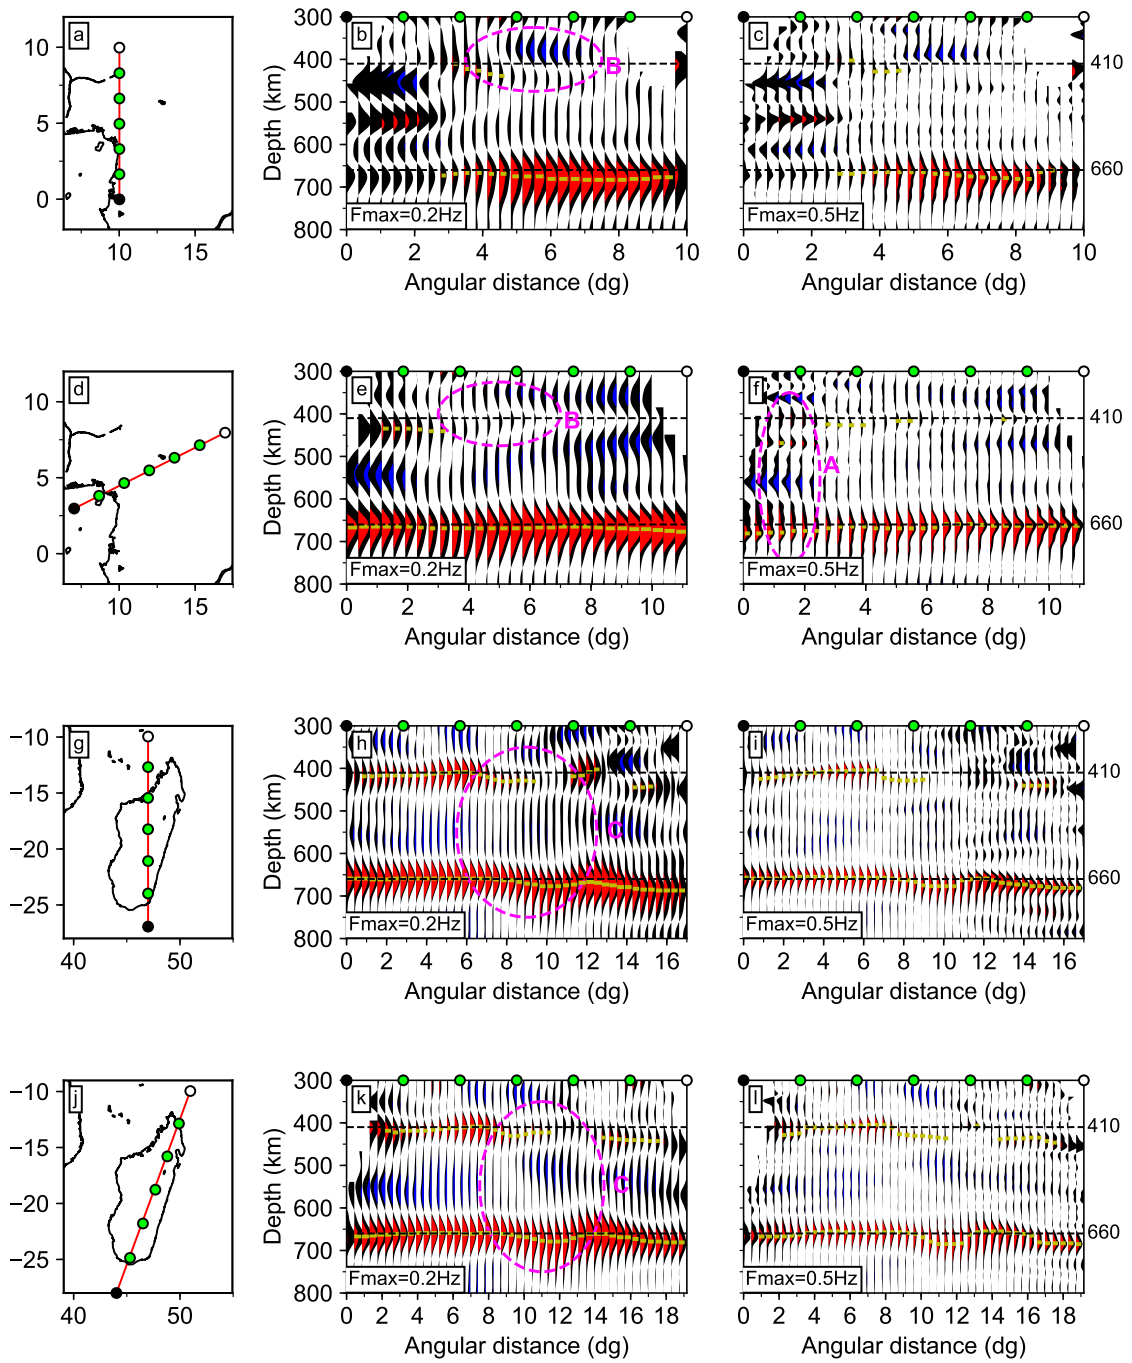 a
10
5
0
10 15
b
300
400
500
600
700
800
Depth (km)
B
Fmax=0.2Hz
0 2 4 6 8 10
Angular distance (dg)
c
410
660
Fmax=0.5Hz
0 2 4 6 8 10
Angular distance (dg)
d
10
5
0
10 15
e
300
400
500
600
700
800
Depth (km)
B
Fmax=0.2Hz
0 2 4 6 8 10
Angular distance (dg)
f
A
410
660
Fmax=0.5Hz
0 2 4 6 8 10
Angular distance (dg)
g
−10
−15
−20
−25
40 50
h
300
400
500
600
700
800
Depth (km)
C
Fmax=0.2Hz
0 2 4 6 8 10 12 14 16
Angular distance (dg)
i
410
660
Fmax=0.5Hz
0 2 4 6 8 10 12 14 16
Angular distance (dg)
j
−10
−15
−20
−25
40 50
k
300
400
500
600
700
800
Depth (km)
C
Fmax=0.2Hz
0 2 4 6 8 10 12 14 16 18
Angular distance (dg)
l
410
660
Fmax=0.5Hz
0 2 4 6 8 10 12 14 16 18
Angular distance (dg)